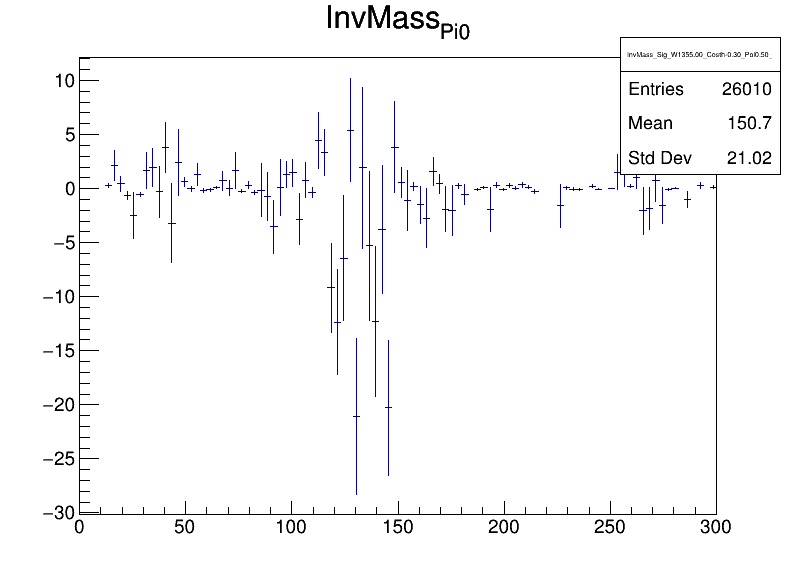 InvMassPi0
InvMass_Sig_W1355.00_Costh-0.30_Pol0.50_
Entries 26010
Mean 150.7
Std Dev 21.02
10
5
0
−5
−10
−15
−20
−25
−30
0 50 100 150 200 250 300